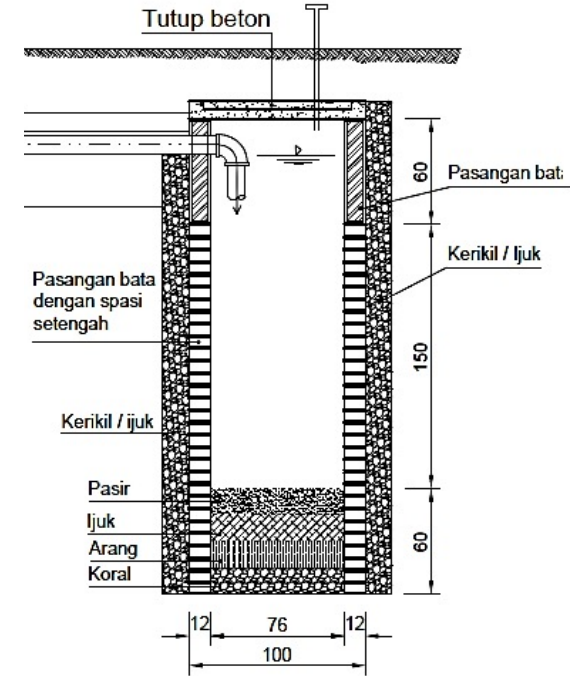 Tutup beton
60
Pasangan bata
Kerikil / Ijuk
Pasangan bata
dengan spasi
setengah
150
Kerikil / ijuk
Pasir
Ijuk
Arang
Koral
60
12
76
12
100